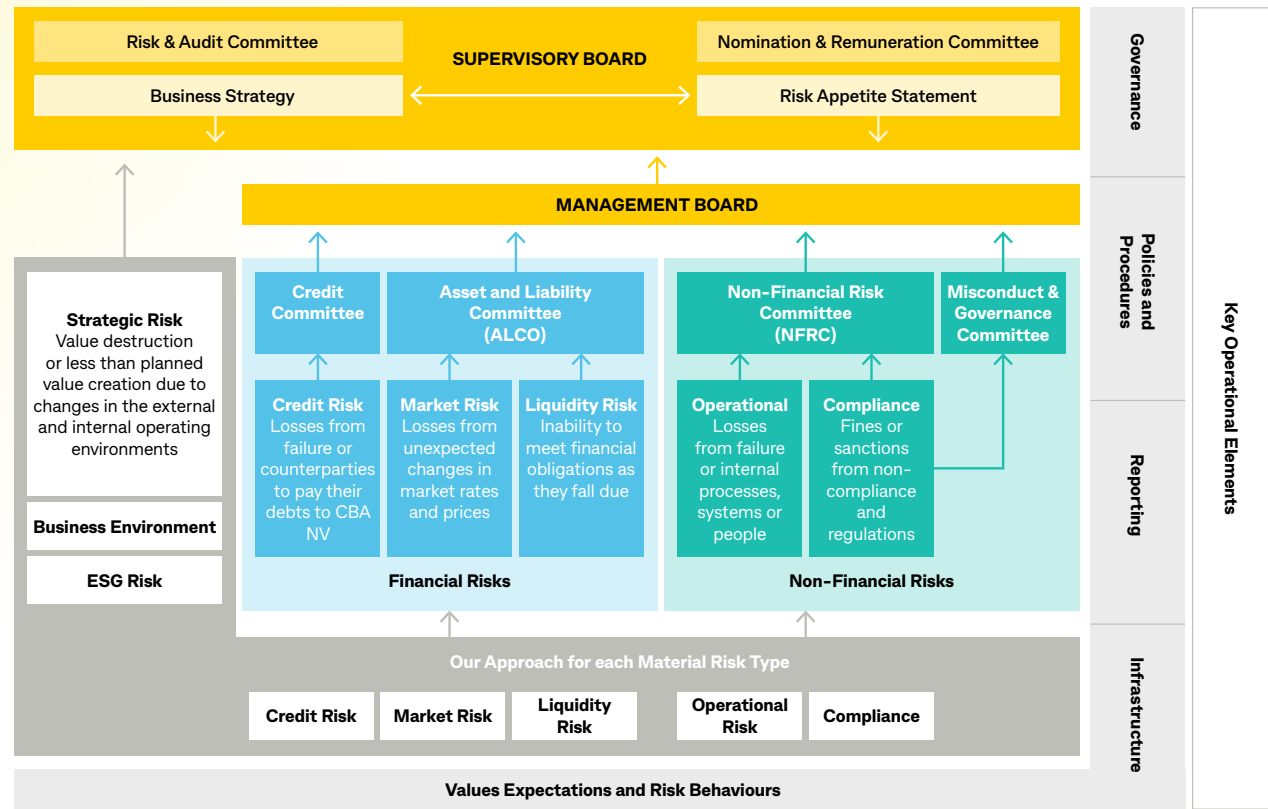 Risk & Audit Committee
Nomination & Remuneration Committee
SUPERVISORY BOARD
Business Strategy
Risk Appetite Statement
MANAGEMENT BOARD
Strategic Risk
Value destruction
or less than planned
value creation due to
changes in the external
and internal operating
environments
Business Environment
ESG Risk
Credit
Committee
Asset and Liability
Committee
(ALCO)
Non-Financial Risk
Committee
(NFRC)
Misconduct &
Governance
Committee
Credit Risk
Losses from
failure or
counterparties
to pay their
debts to CBA
NV
Market Risk
Losses from
unexpected
changes in
market rates
and prices
Liquidity Risk
Inability to
meet financial
obligations as
they fall due
Operational
Losses
from failure
or internal
processes,
systems or
people
Compliance
Fines or
sanctions
from non-
compliance
and
regulations
Financial Risks
Non-Financial Risks
Our Approach for each Material Risk Type
Credit Risk
Market Risk
Liquidity
Risk
Operational
Risk
Compliance
Values Expectations and Risk Behaviours
Governance
Policies and
Procedures
Reporting
Infrastructure
Key Operational Elements